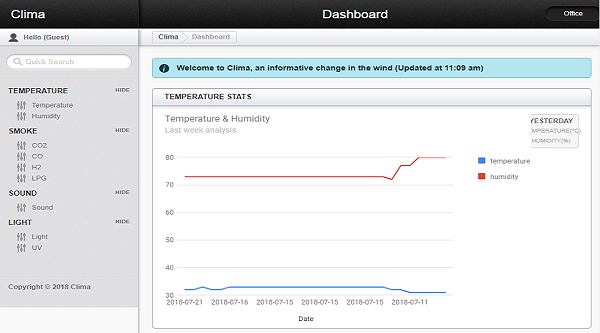 Clima
Dashboard
Office
Hello (Guest)
Clima
Dashboard
Quick Search
Welcome to Clima, an informative change in the wind (Updated at 11:09 am)
TEMPERATURE HIDE
Temperature
Humidity
SMOKE HIDE
CO2
CO
H2
LPG
SOUND HIDE
Sound
LIGHT HIDE
Light
UV
Copyright © 2018 Clima
TEMPERATURE STATS
Temperature & Humidity
Last week analysis
YESTERDAY
EMPERATURE(°C)
HUMIDITY(%)
temperature
humidity
80
70
60
50
40
30
2018-07-21 2018-07-16 2018-07-15 2018-07-15 2018-07-15 2018-07-11
Date